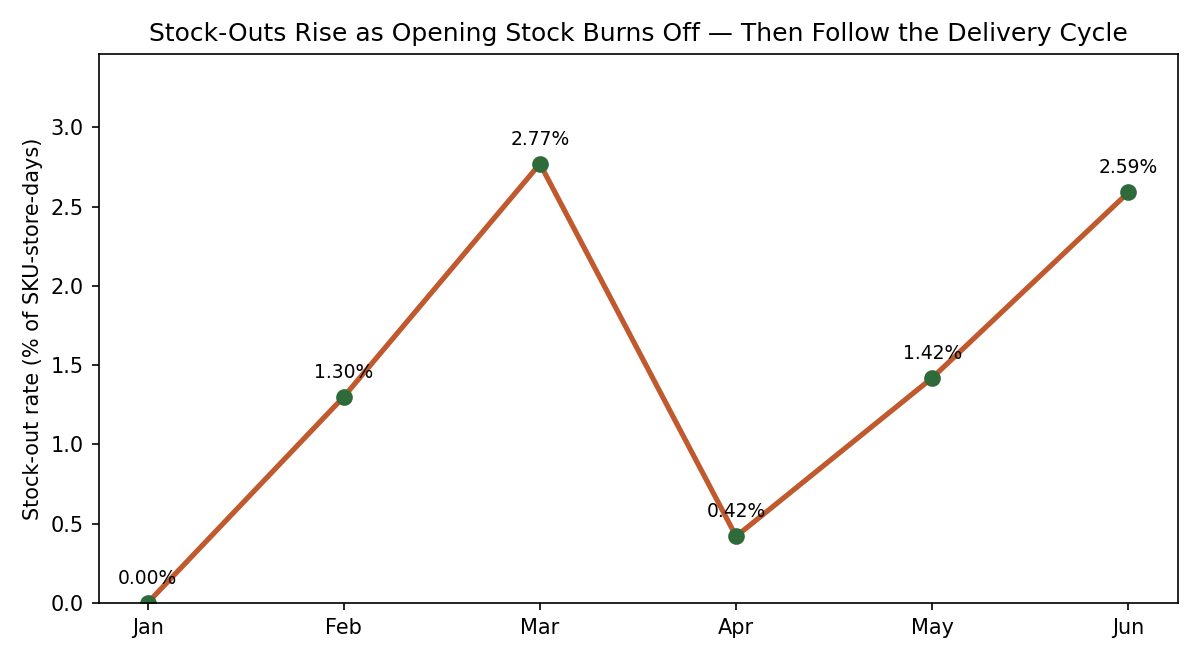 Stock-Outs Rise as Opening Stock Burns Off — Then Follow the Delivery Cycle
Stock-out rate (% of SKU-store-days)
3.0
2.5
2.0
1.5
1.0
0.5
0.0
0.00%
1.30%
2.77%
0.42%
1.42%
2.59%
Jan
Feb
Mar
Apr
May
Jun